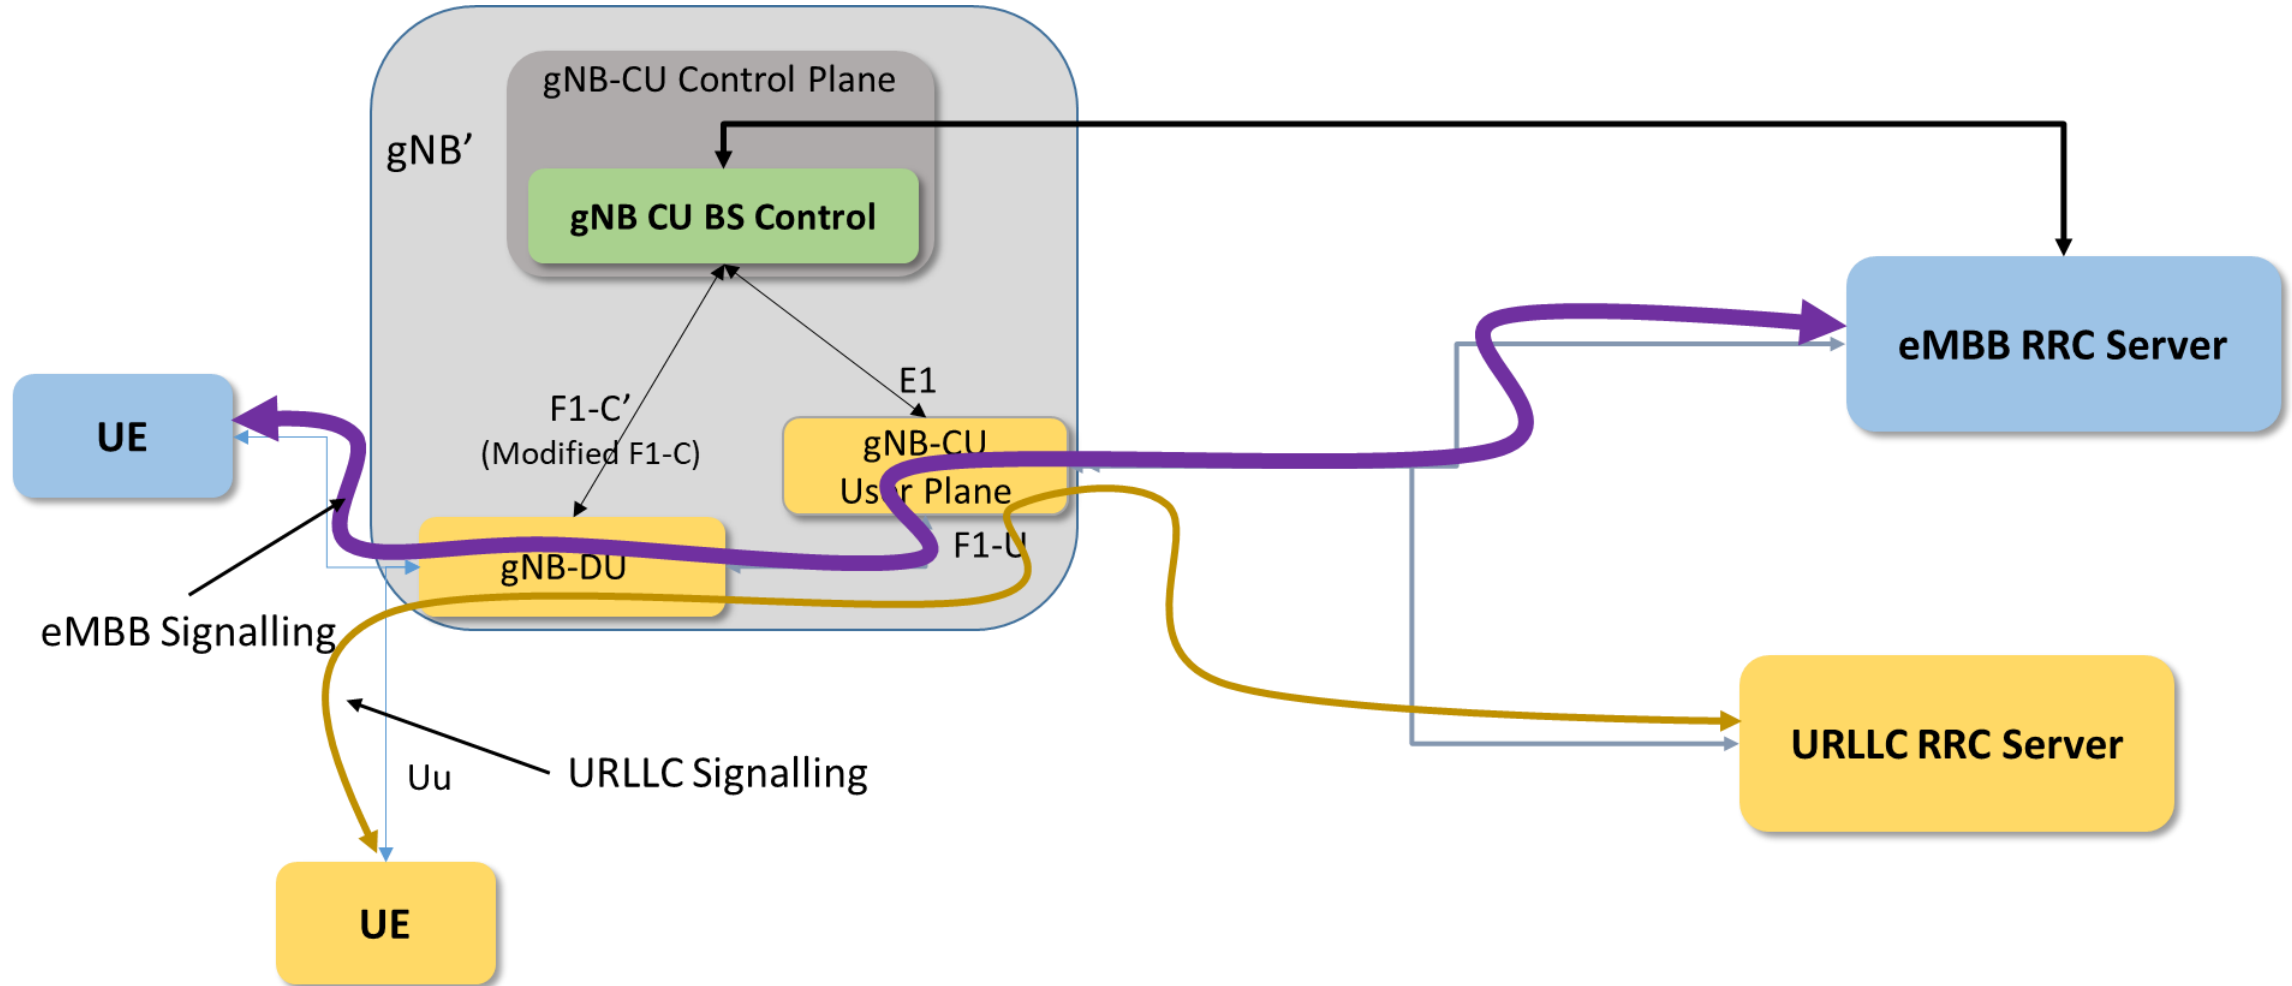 gNB-CU Control Plane
gNB’
gNB CU BS Control
eMBB RRC Server
E1
F1-C’
(Modified F1-C)
UE
gNB-CU
User Plane
F1-U
gNB-DU
eMBB Signalling
URLLC RRC Server
URLLC Signalling
Uu
UE